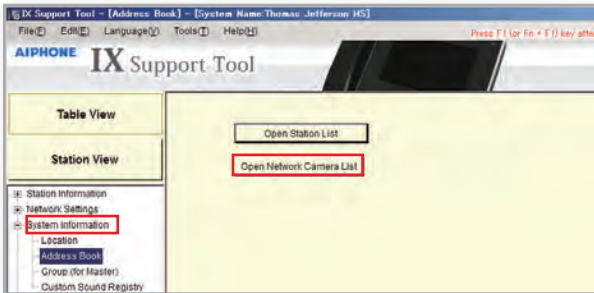 IX Support Tool - [Address Book] - [System Name:Thomas Jefferson HS]
File(F) Edit(E) Language(V) Tools(T) Help(H)
Press F1 (or Fn + F1) key afte
AIPHONE IX Support Tool
Table View
Station View
Open Station List
Open Network Camera List
Station Information
Network Settings
System Information
Location
Address Book
Group (for Master)
Custom Sound Registry